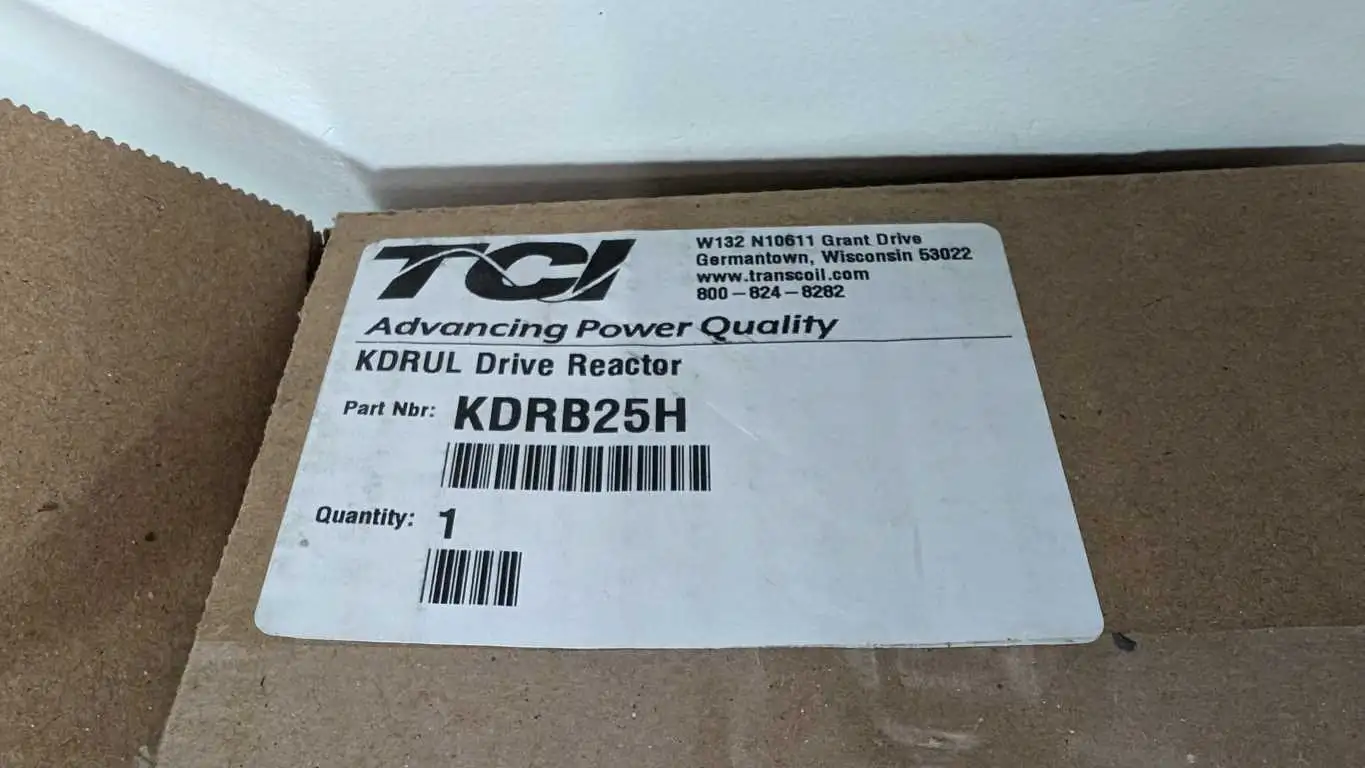 TCI
W132 N10611 Grant Drive
Germantown, Wisconsin 53022
www.transcoil.com
800-824-8282
Advancing Power Quality
KDRUL Drive Reactor
Part Nbr: KDRB25H
Quantity: 1